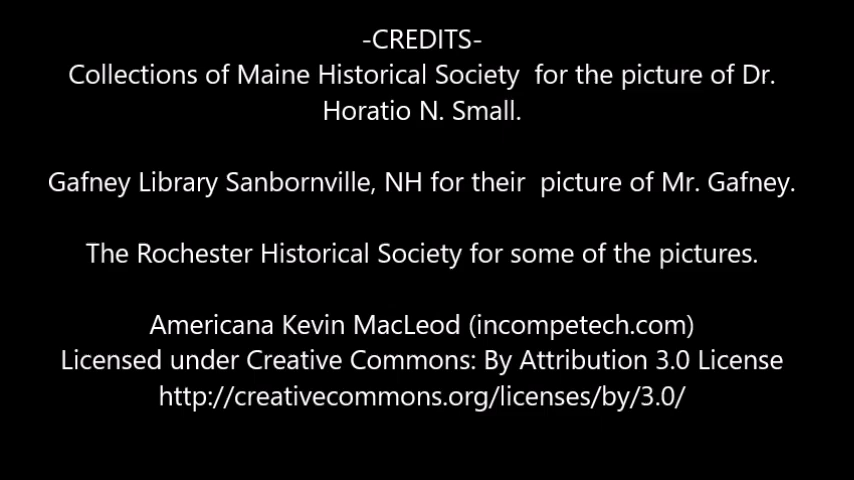 -CREDITS-
Collections of Maine Historical Society  for the picture of Dr.
Horatio N. Small.
Gafney Library Sanbornville, NH for their  picture of Mr. Gafney.
The Rochester Historical Society for some of the pictures.
Americana Kevin MacLeod (incompetech.com)
Licensed under Creative Commons: By Attribution 3.0 License
http://creativecommons.org/licenses/by/3.0/